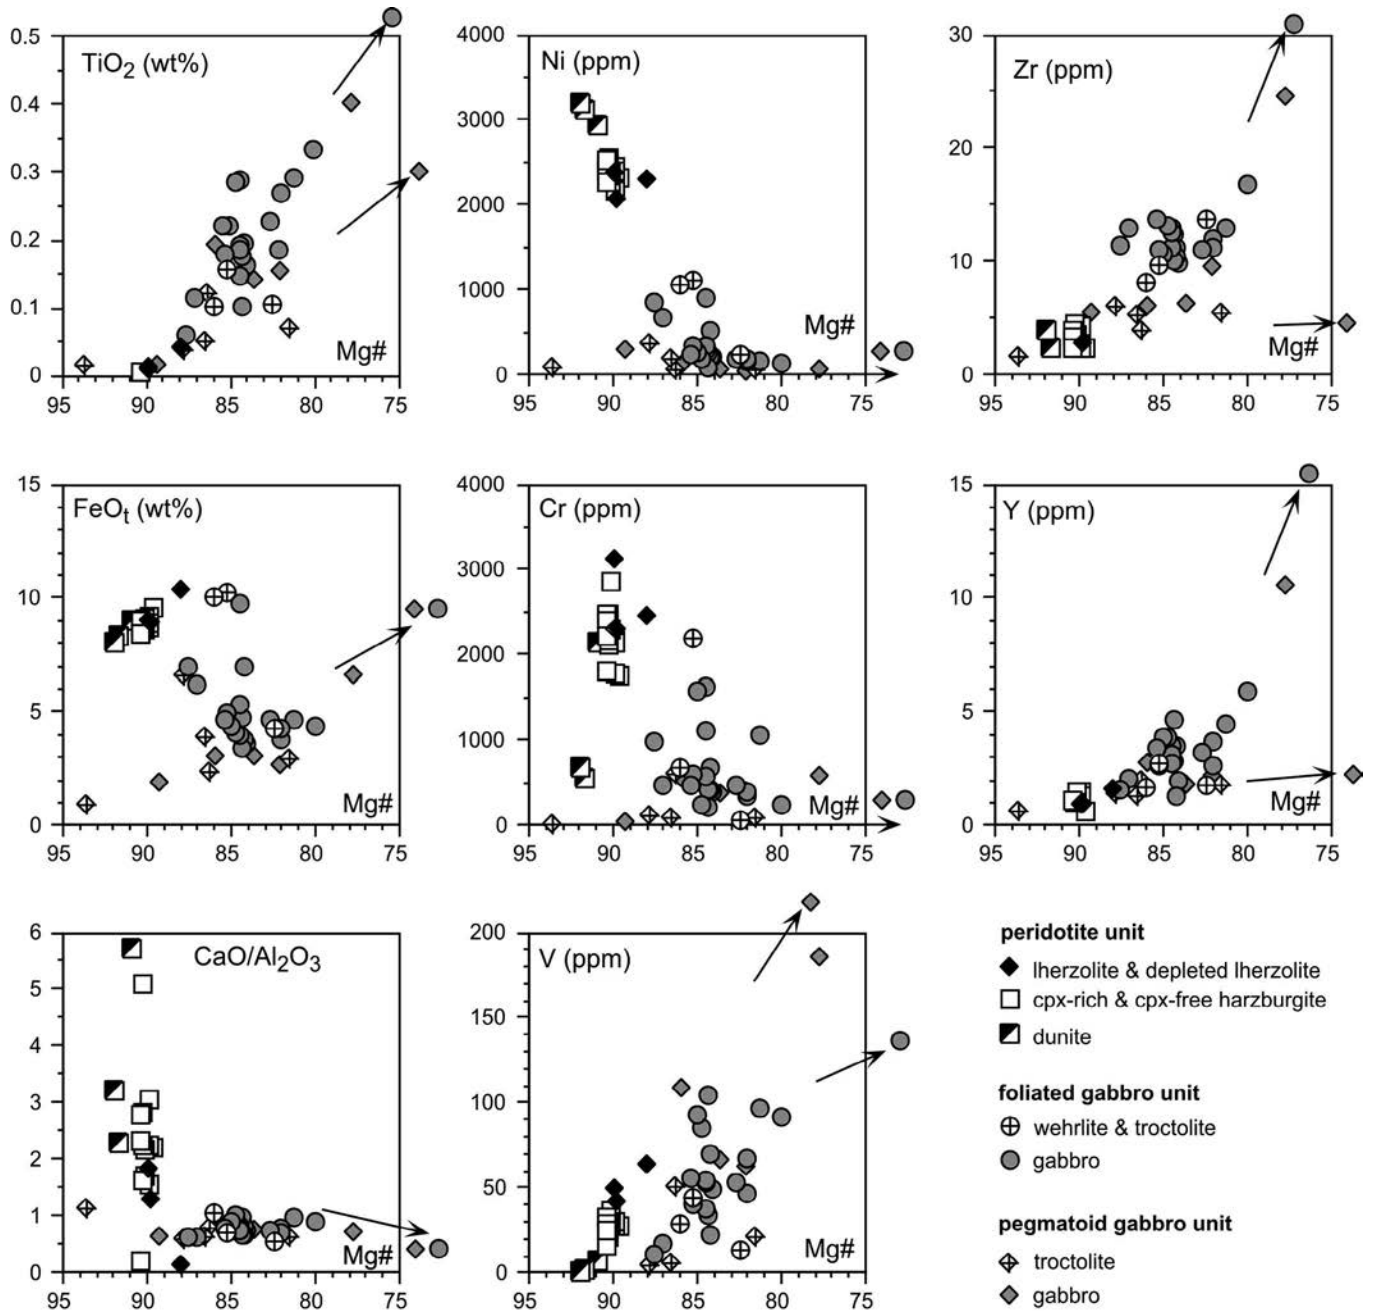 TiO2 (wt%)
0.5
0.4
0.3
0.2
0.1
0
Mg#
95 90 85 80 75
Ni (ppm)
4000
3000
2000
1000
0
Mg#
95 90 85 80 75
Zr (ppm)
30
20
10
0
Mg#
95 90 85 80 75
FeOt (wt%)
15
10
5
0
Mg#
95 90 85 80 75
Cr (ppm)
4000
3000
2000
1000
0
Mg#
95 90 85 80 75
Y (ppm)
15
10
5
0
Mg#
95 90 85 80 75
CaO/Al2O3
6
5
4
3
2
1
0
Mg#
95 90 85 80 75
V (ppm)
200
150
100
50
0
Mg#
95 90 85 80 75
peridotite unit
lherzolite & depleted lherzolite
cpx-rich & cpx-free harzburgite
dunite
foliated gabbro unit
wehrlite & troctolite
gabbro
pegmatoid gabbro unit
troctolite
gabbro